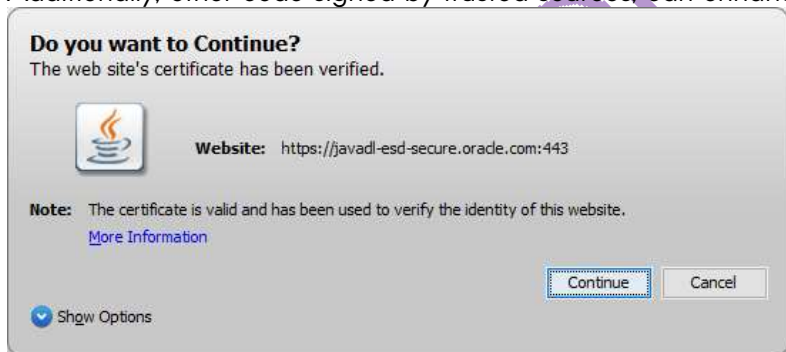 Do you want to Continue?
The web site's certificate has been verified.
Website: https://javadl-esd-secure.oracle.com:443
Note: The certificate is valid and has been used to verify the identity of this website.
More Information
Continue Cancel
Show Options